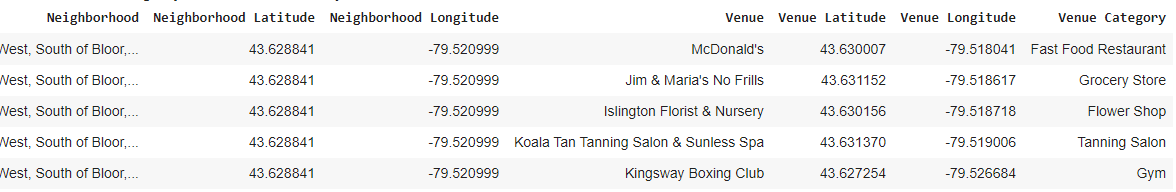 Neighborhood Neighborhood Latitude Neighborhood Longitude Venue Venue Latitude Venue Longitude Venue Category
West, South of Bloor,... 43.628841 -79.520999 McDonald's 43.630007 -79.518041 Fast Food Restaurant
West, South of Bloor,... 43.628841 -79.520999 Jim & Maria's No Frills 43.631152 -79.518617 Grocery Store
West, South of Bloor,... 43.628841 -79.520999 Islington Florist & Nursery 43.630156 -79.518718 Flower Shop
West, South of Bloor,... 43.628841 -79.520999 Koala Tan Tanning Salon & Sunless Spa 43.631370 -79.519006 Tanning Salon
West, South of Bloor,... 43.628841 -79.520999 Kingsway Boxing Club 43.627254 -79.526684 Gym